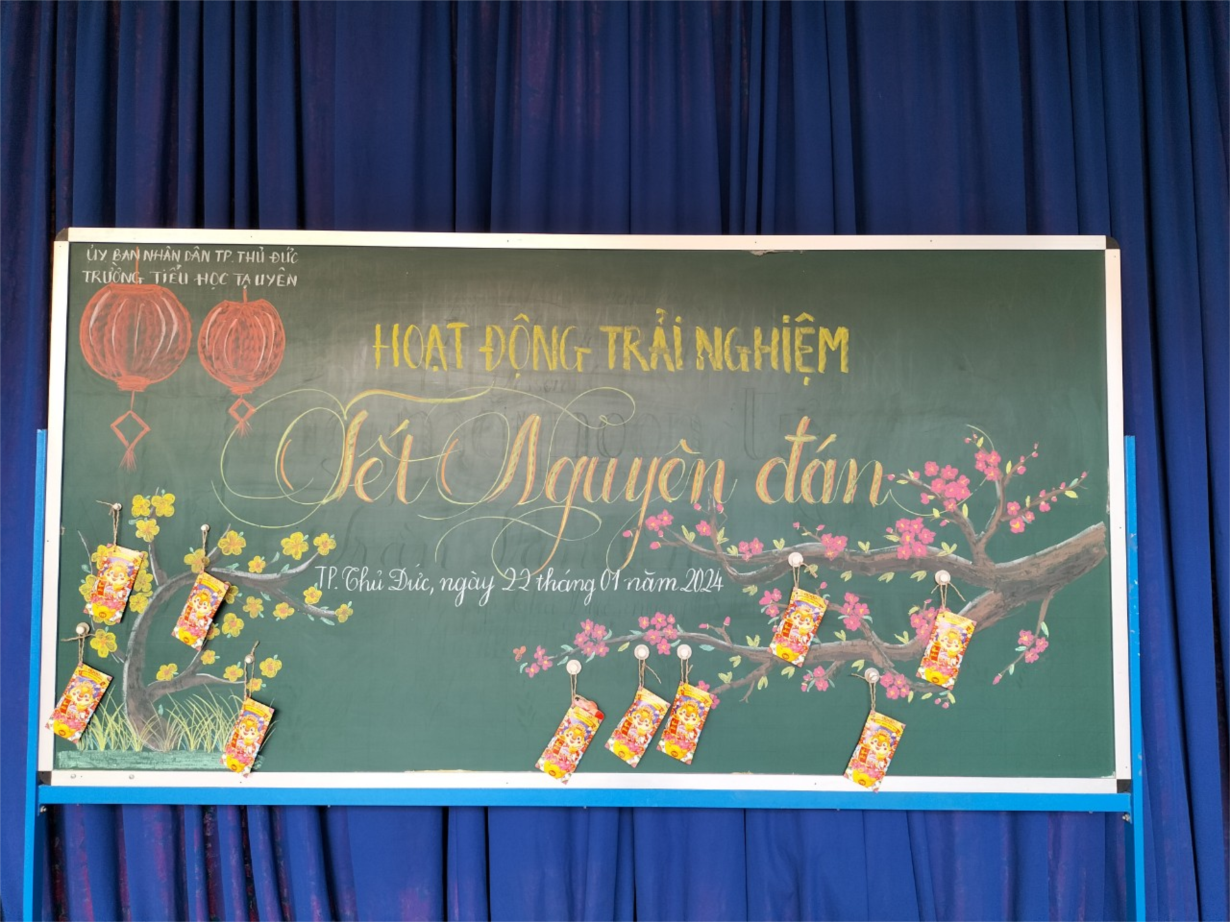 ỦY BAN NHÂN DÂN TP. THỦ ĐỨC
TRƯỜNG TIỂU HỌC TẠ UYÊN
HOẠT ĐỘNG TRẢI NGHIỆM
Tết Nguyên đán
TP. Thủ Đức, ngày 22 tháng 01 năm 2024